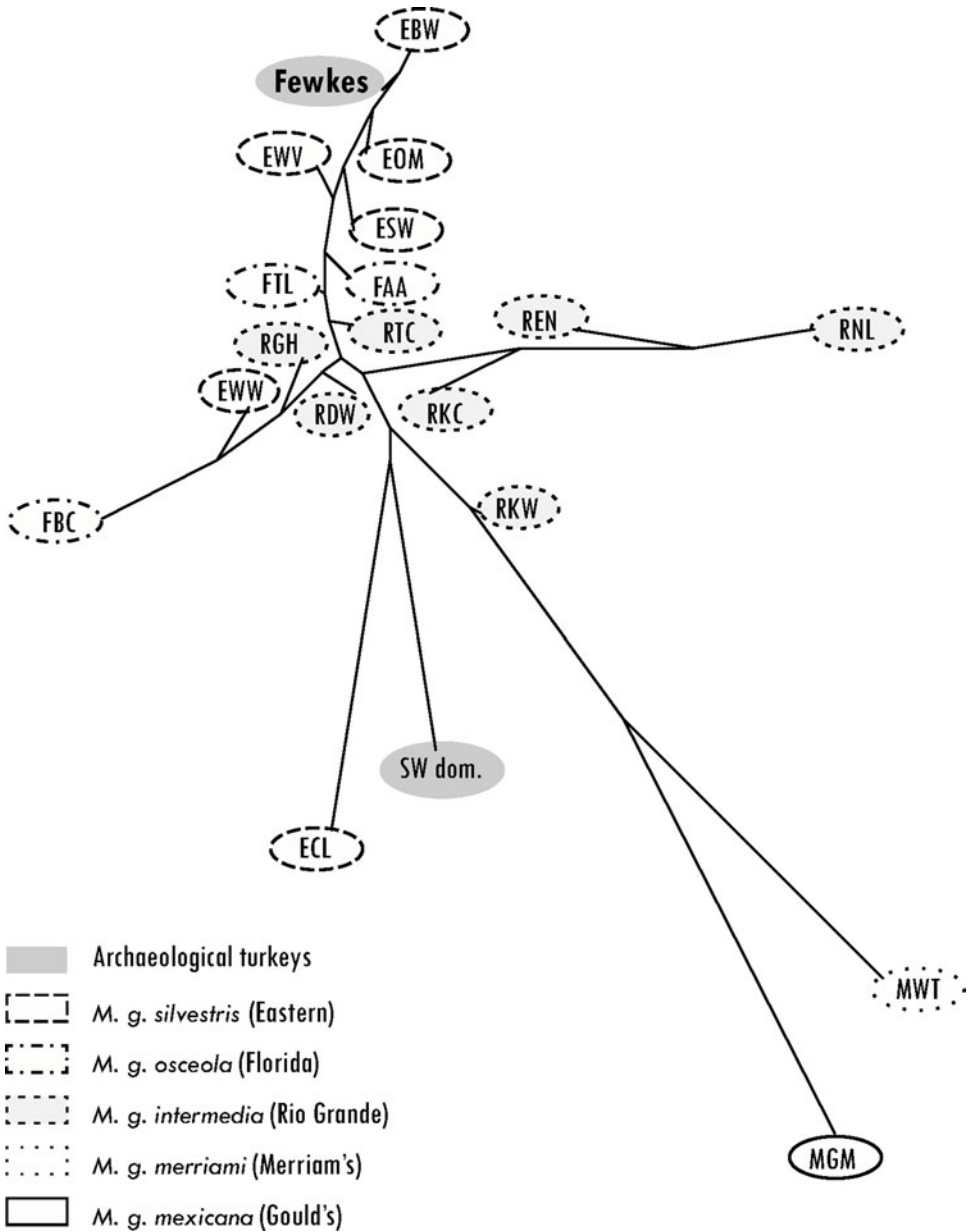 EBW
Fewkes
EWV
EOM
ESW
FTL
FAA
REN
RNL
RGH
RTC
EWW
RDW
RKC
FBC
RKW
SW dom.
ECL
MWT
MGM
Archaeological turkeys
M. g. silvestris (Eastern)
M. g. osceola (Florida)
M. g. intermedia (Rio Grande)
M. g. merriami (Merriam's)
M. g. mexicana (Gould's)